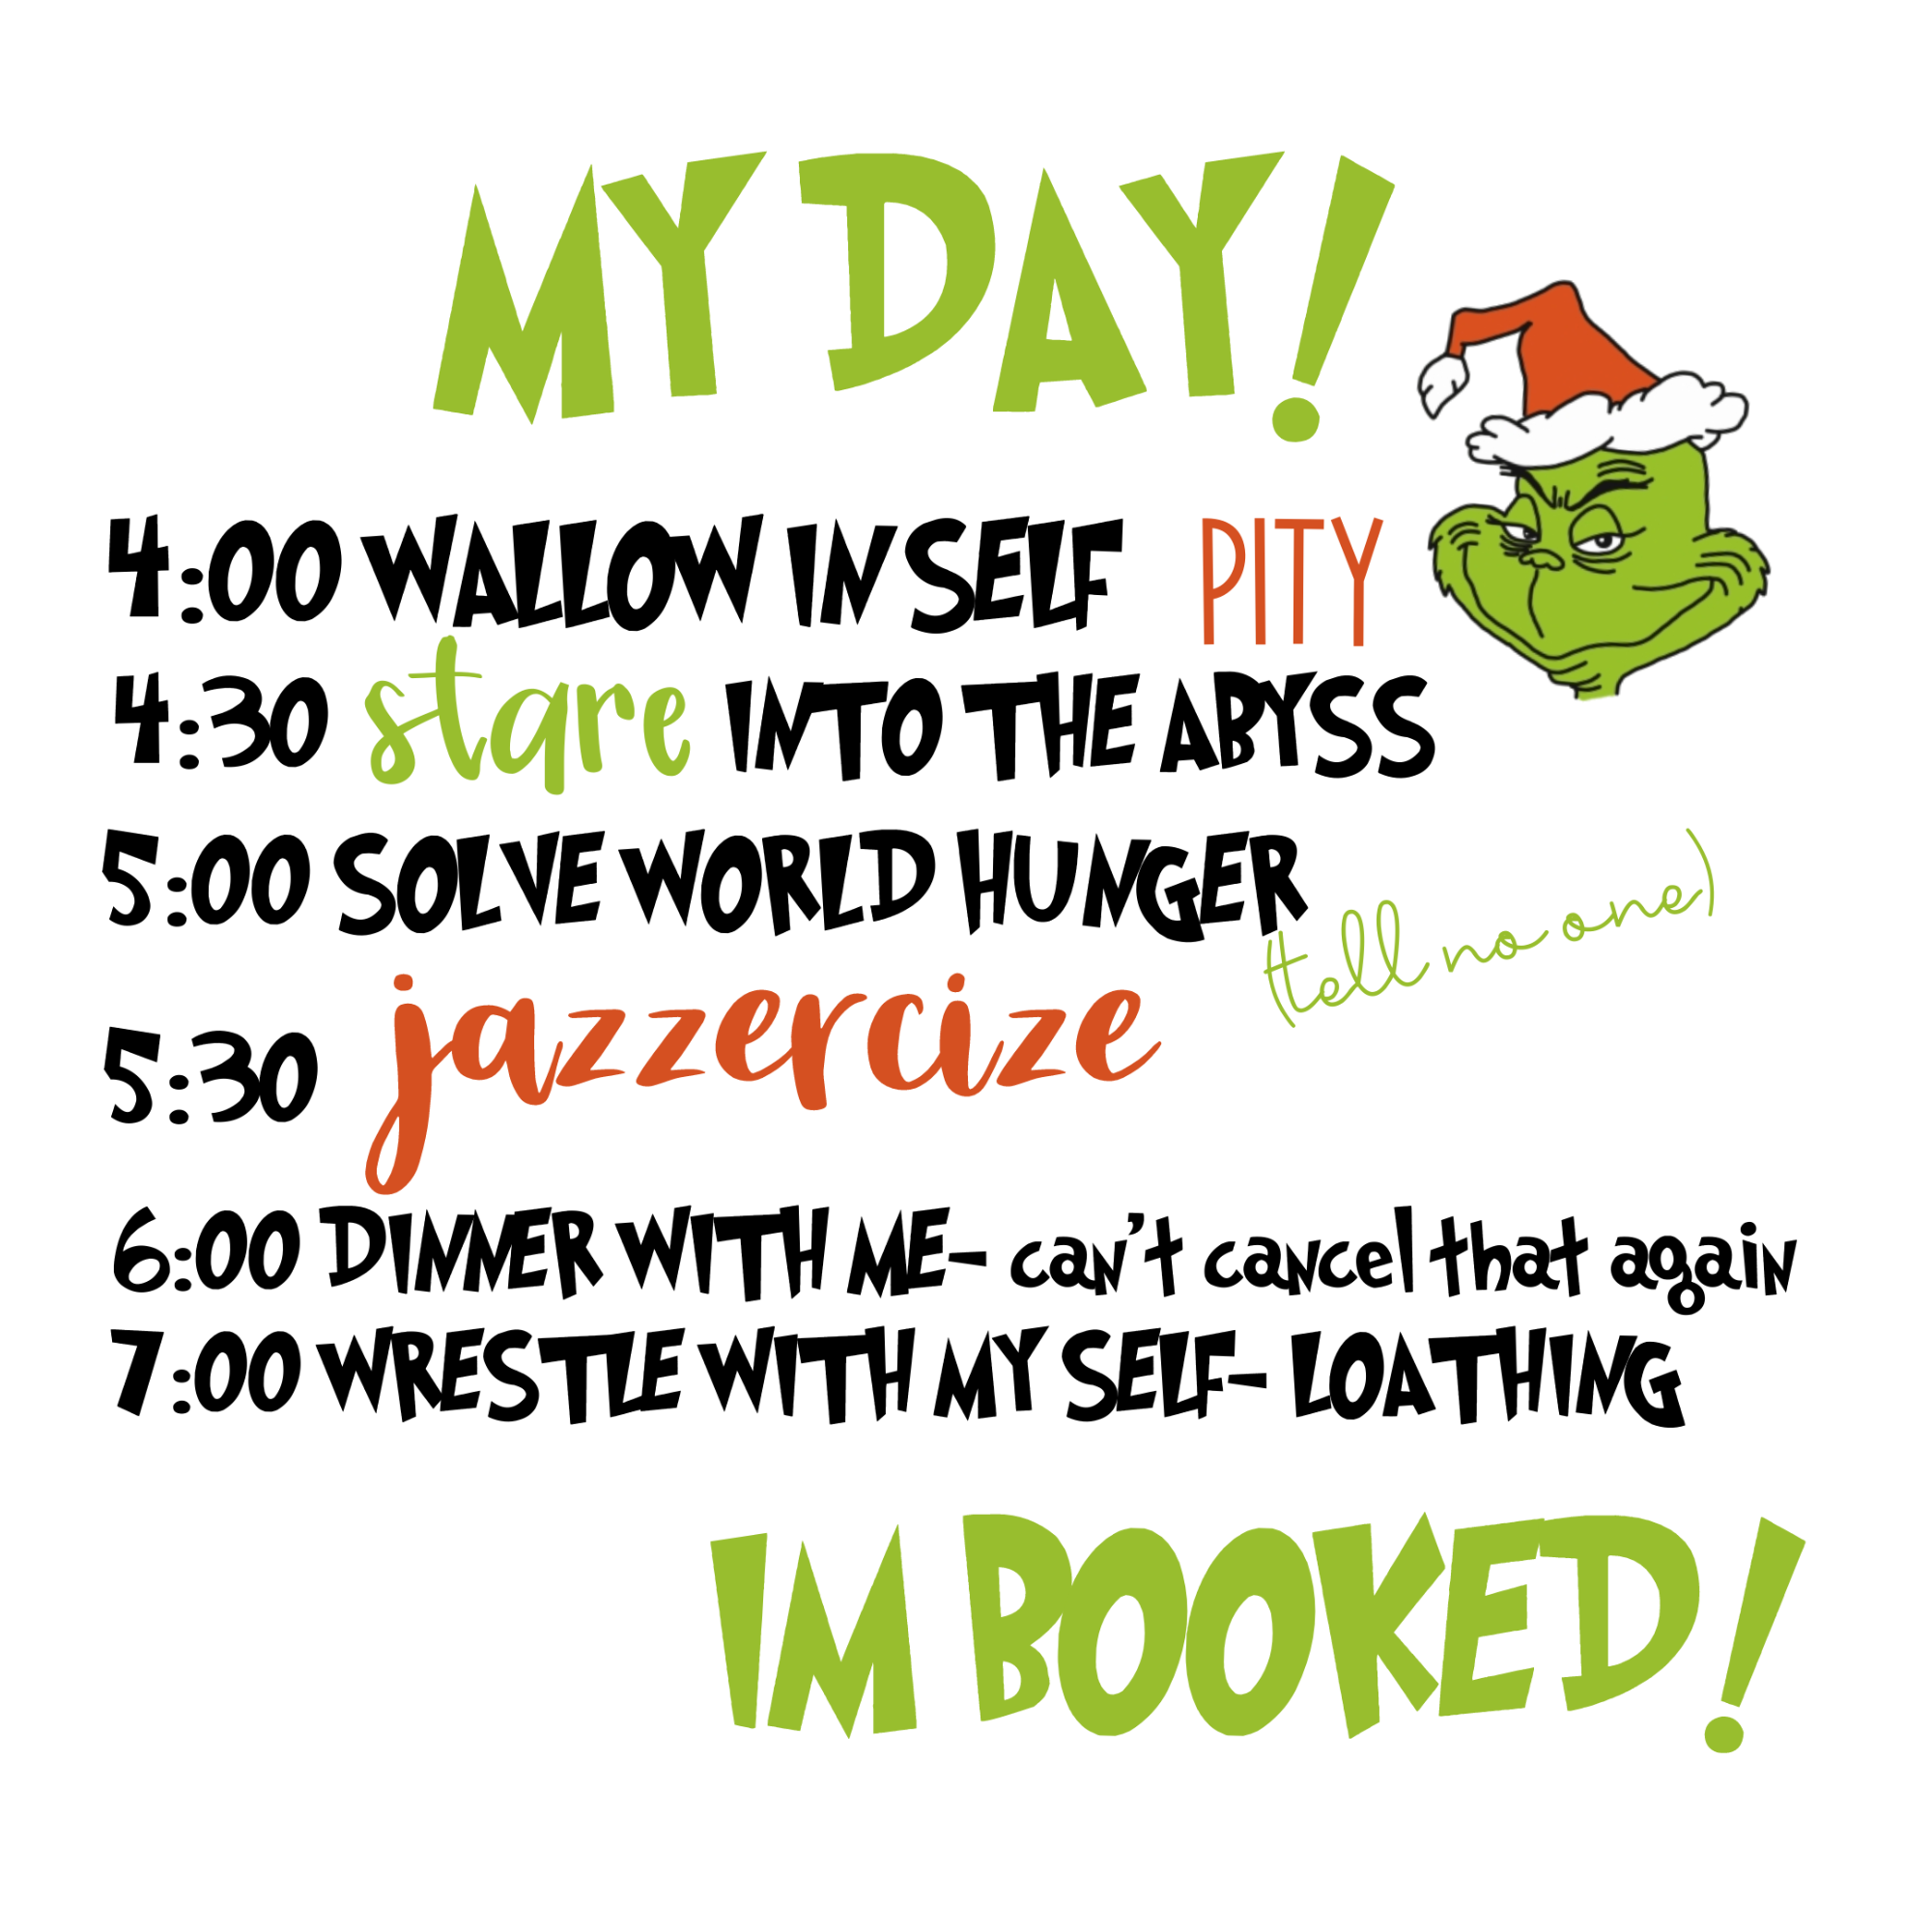 MY DAY!
4:00 WALLOW IN SELF PITY
4:30 stare INTO THE ABYSS
5:00 SOLVE WORLD HUNGER
(tell no one)
5:30 jazzercize
6:00 DINNER WITH ME- can't cancel that again
7:00 WRESTLE WITH MY SELF- LOATHING
IM BOOKED!